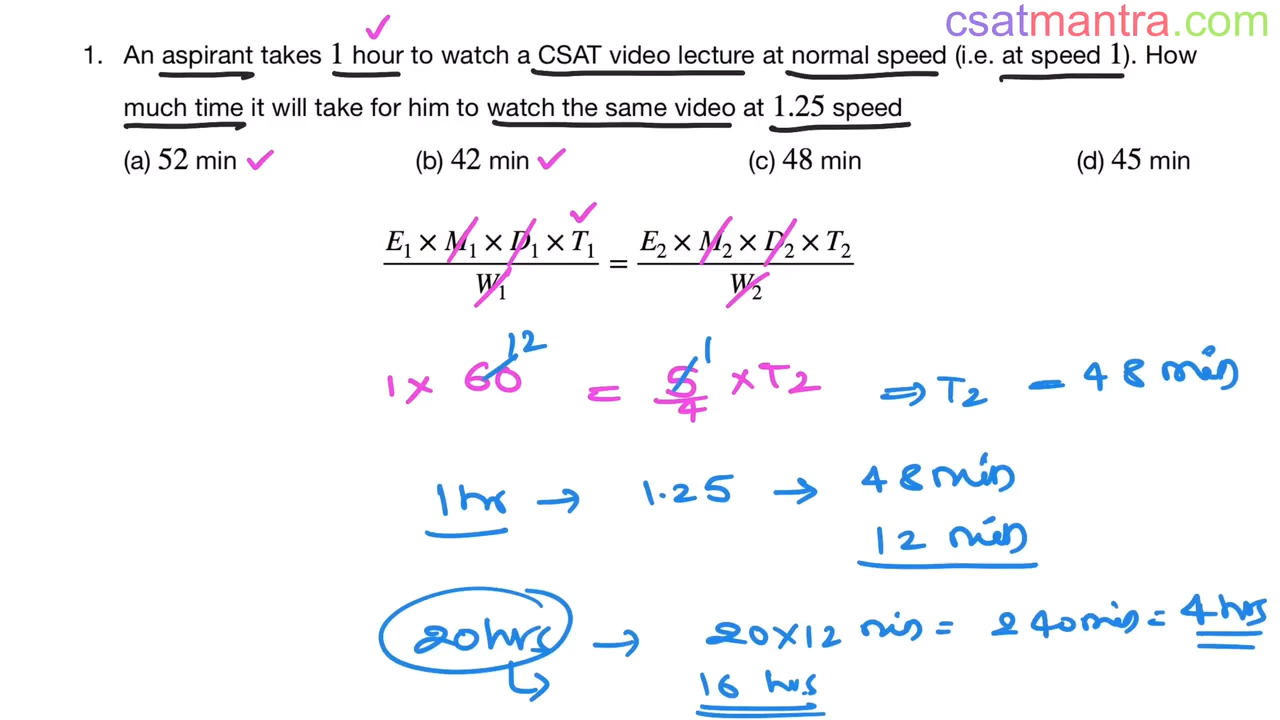 csatmantra.com
1. An aspirant takes 1 hour to watch a CSAT video lecture at normal speed (i.e. at speed 1). How
much time it will take for him to watch the same video at 1.25 speed
(a) 52 min ✓ (b) 42 min ✓ (c) 48 min (d) 45 min
E₁ × M₁ × D₁ × T₁ / W₁ = E₂ × M₂ × D₂ × T₂ / W₂
12 1
1 × 60 = 5/4 × T2 ⇒ T2 - 48 min
1 hr → 1.25 → 48 min
12 min
20 hrs → 20×12 min = 240 min = 4 hrs
↳ 16 hrs